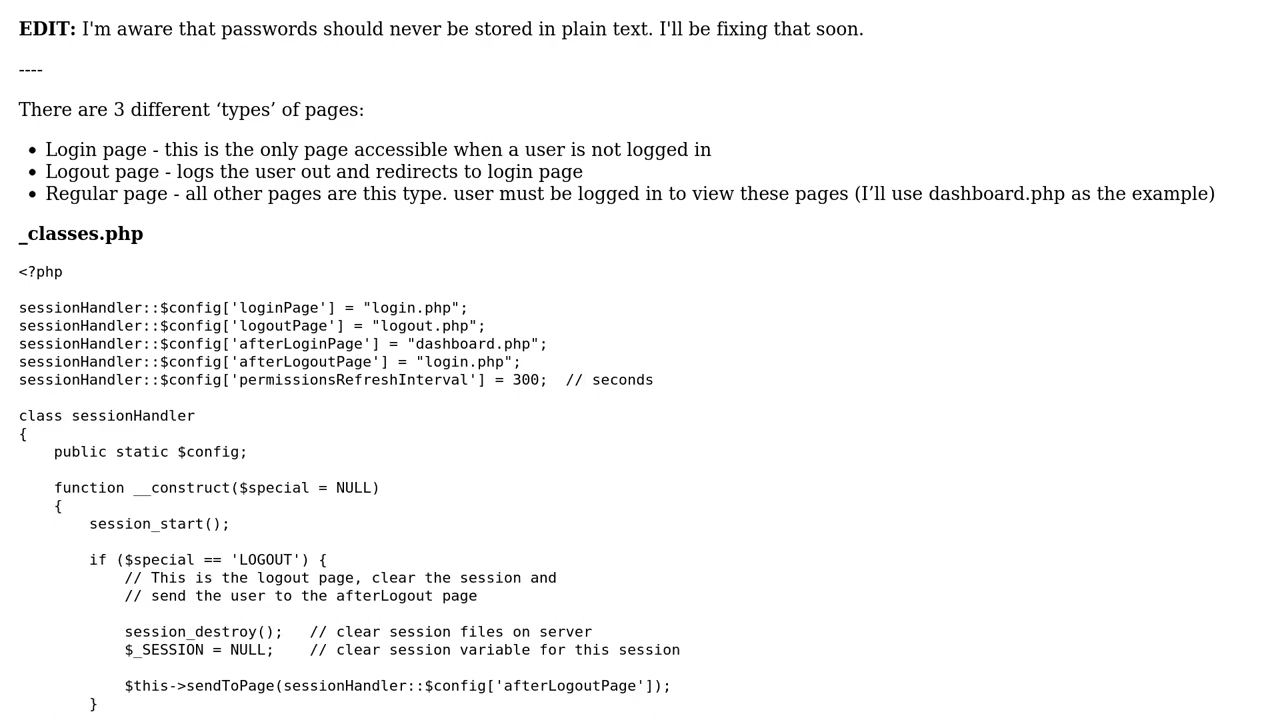 EDIT: I'm aware that passwords should never be stored in plain text. I'll be fixing that soon.
----
There are 3 different ‘types’ of pages:
• Login page - this is the only page accessible when a user is not logged in
• Logout page - logs the user out and redirects to login page
• Regular page - all other pages are this type. user must be logged in to view these pages (I’ll use dashboard.php as the example)
_classes.php
<?php
sessionHandler::$config['loginPage'] = "login.php";
sessionHandler::$config['logoutPage'] = "logout.php";
sessionHandler::$config['afterLoginPage'] = "dashboard.php";
sessionHandler::$config['afterLogoutPage'] = "login.php";
sessionHandler::$config['permissionsRefreshInterval'] = 300;  // seconds
class sessionHandler
{
    public static $config;
    function __construct($special = NULL)
    {
        session_start();
        if ($special == 'LOGOUT') {
            // This is the logout page, clear the session and
            // send the user to the afterLogout page
            session_destroy();   // clear session files on server
            $_SESSION = NULL;    // clear session variable for this session
            $this->sendToPage(sessionHandler::$config['afterLogoutPage']);
        }